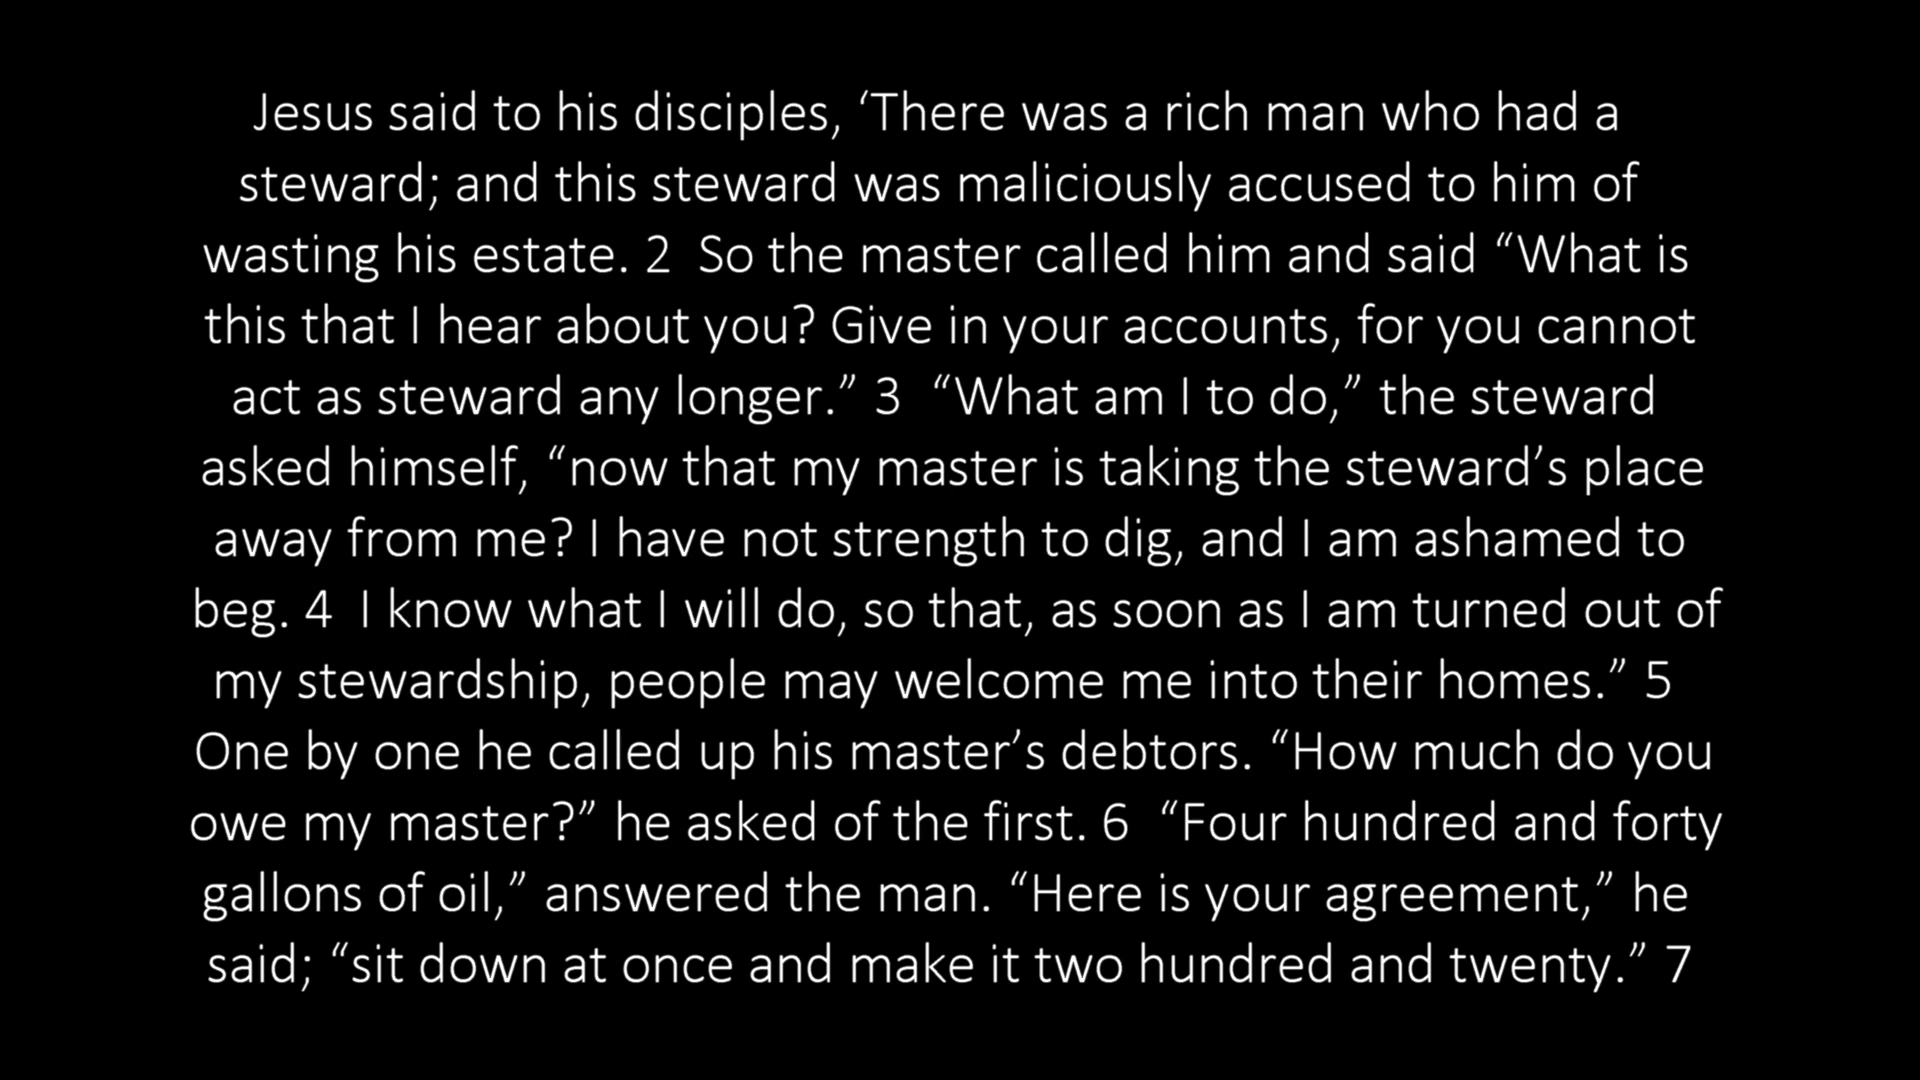 Jesus said to his disciples, ‘There was a rich man who had a
steward; and this steward was maliciously accused to him of
wasting his estate. 2  So the master called him and said “What is
this that I hear about you? Give in your accounts, for you cannot
act as steward any longer.” 3  “What am I to do,” the steward
asked himself, “now that my master is taking the steward’s place
away from me? I have not strength to dig, and I am ashamed to
beg. 4  I know what I will do, so that, as soon as I am turned out of
my stewardship, people may welcome me into their homes.” 5
One by one he called up his master’s debtors. “How much do you
owe my master?” he asked of the first. 6  “Four hundred and forty
gallons of oil,” answered the man. “Here is your agreement,” he
said; “sit down at once and make it two hundred and twenty.” 7